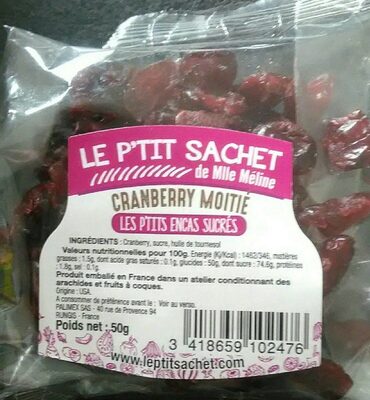 LE P'TIT SACHET
de Mlle Méline
CRANBERRY MOITIÉ
LES P'TITS ENCAS SUCRÉS
INGRÉDIENTS : Cranberry, sucre, huile de tournesol
Valeurs nutritionnelles pour 100g. Energie (Kj/Kcal) : 1462/346, matières
grasses : 1,5g, dont acide gras saturés : 0.1g, glucides : 50g, dont sucre : 74,6g, protéines
: 1,8g, sel : 0.1g.
Produit emballé en France dans un atelier conditionnant des
arachides et fruits à coques.
Origine : USA.
A consommer de préférence avant le : Voir au verso.
PALIMEX SAS - 40 rue de Provence 94
RUNGIS - France
Poids net : 50g
3 418659 102476
www.leptitsachet.com